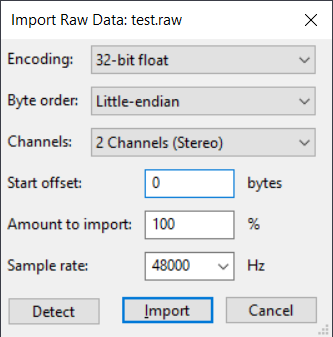 Import Raw Data: test.raw
Encoding: 32-bit float
Byte order: Little-endian
Channels: 2 Channels (Stereo)
Start offset: 0 bytes
Amount to import: 100 %
Sample rate: 48000 Hz
Detect Import Cancel